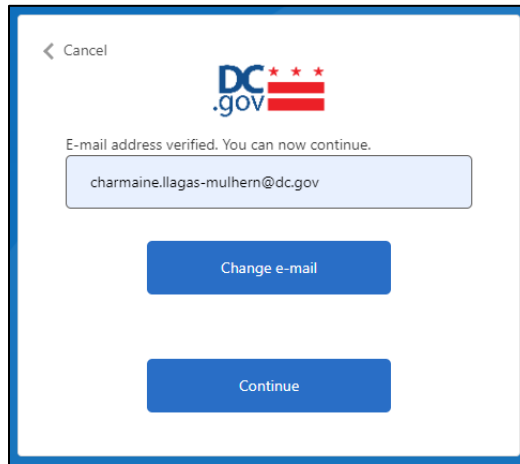 Cancel
DC
.gov
E-mail address verified. You can now continue.
charmaine.llagas-mulhern@dc.gov
Change e-mail
Continue